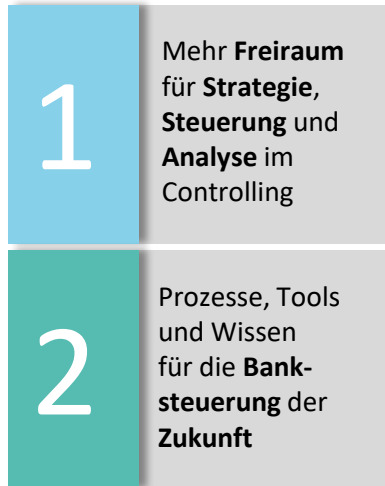 1
Mehr Freiraum
für Strategie,
Steuerung und
Analyse im
Controlling
2
Prozesse, Tools
und Wissen
für die Bank-
steuerung der
Zukunft